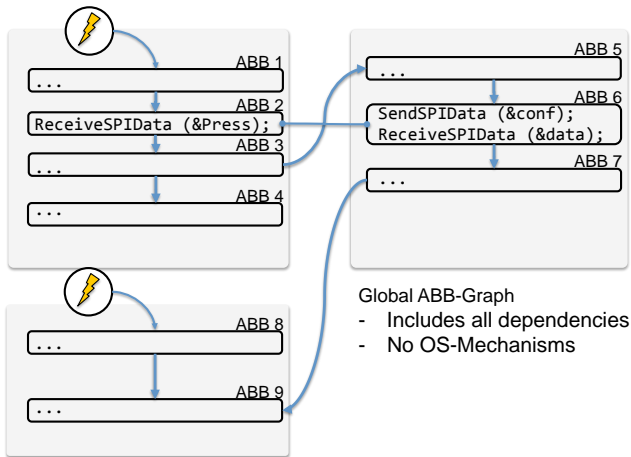 ABB 1
...
ABB 2
ReceiveSPIData (&Press);
ABB 3
...
ABB 4
...
ABB 5
...
ABB 6
SendSPIData (&conf);
ReceiveSPIData (&data);
ABB 7
...
ABB 8
...
ABB 9
...
Global ABB-Graph
- Includes all dependencies
- No OS-Mechanisms